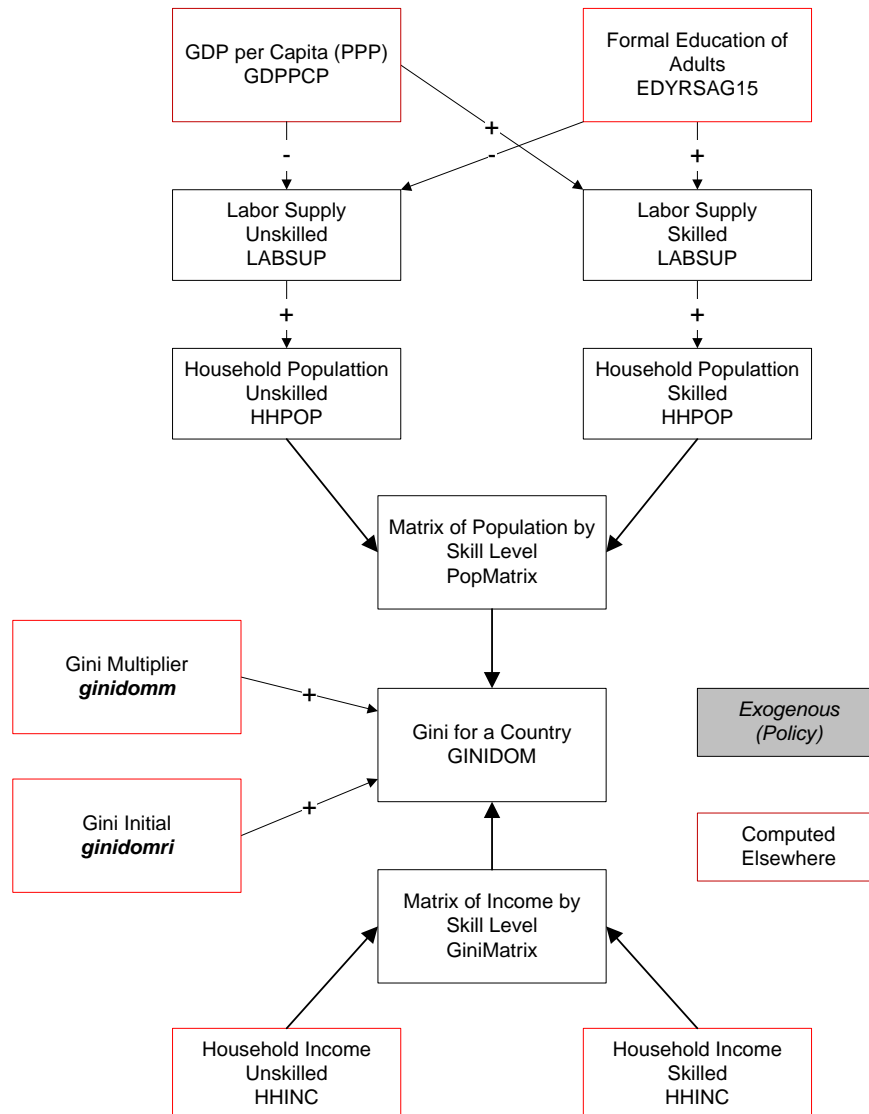 GDP per Capita (PPP)
GDPPCP
Formal Education of
Adults
EDYRSAG15
+
-
-
+
Labor Supply
Unskilled
LABSUP
Labor Supply
Skilled
LABSUP
+
+
Household Populattion
Unskilled
HHPOP
Household Populattion
Skilled
HHPOP
Matrix of Population by
Skill Level
PopMatrix
Gini Multiplier
ginidomm
+
Gini for a Country
GINIDOM
Exogenous
(Policy)
Gini Initial
ginidomri
+
Computed
Elsewhere
Matrix of Income by
Skill Level
GiniMatrix
Household Income
Unskilled
HHINC
Household Income
Skilled
HHINC